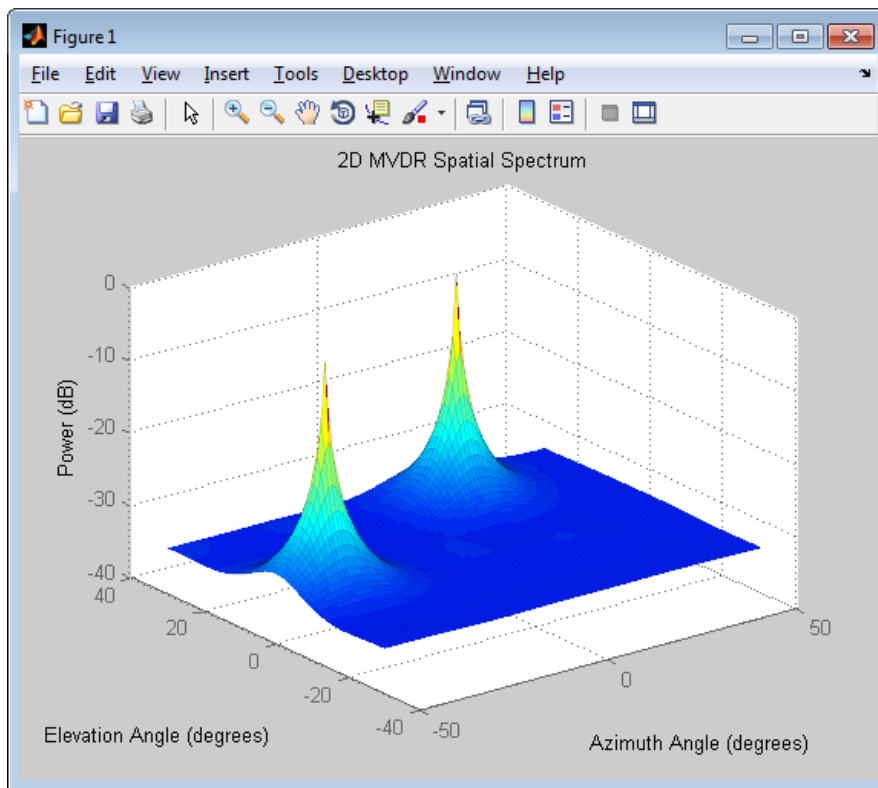 Figure 1
File Edit View Insert Tools Desktop Window Help
2D MVDR Spatial Spectrum
0
-10
-20
-30
-40
Power (dB)
40
20
0
-20
-40
Elevation Angle (degrees)
-50
0
50
Azimuth Angle (degrees)